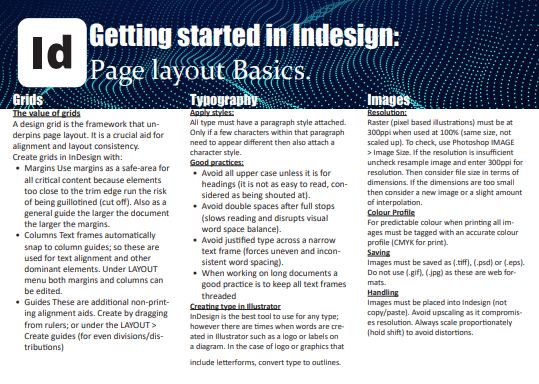 Id
Getting started in Indesign:
Page layout Basics.
Grids
The value of grids
A design grid is the framework that un-
derpins page layout. It is a crucial aid for
alignment and layout consistency.
Create grids in InDesign with:
• Margins Use margins as a safe-area for
all critical content because elements
too close to the trim edge run the risk
of being guillotined (cut off). Also as a
general guide the larger the document
the larger the margins.
• Columns Text frames automatically
snap to column guides; so these are
used for text alignment and other
dominant elements. Under LAYOUT
menu both margins and columns can
be edited.
• Guides These are additional non-print-
ing alignment aids. Create by dragging
from rulers; or under the LAYOUT >
Create guides (for even divisions/dis-
tributions)
Typography
Apply styles:
All type must have a paragraph style attached.
Only if a few characters within that paragraph
need to appear different then also attach a
character style.
Good practices:
• Avoid all upper case unless it is for
headings (it is not as easy to read, con-
sidered as being shouted at).
• Avoid double spaces after full stops
(slows reading and disrupts visual
word space balance).
• Avoid justified type across a narrow
text frame (forces uneven and incon-
sistent word spacing).
• When working on long documents a
good practice is to keep all text frames
threaded
Creating type in Illustrator
InDesign is the best tool to use for any type;
however there are times when words are cre-
ated in Illustrator such as a logo or labels on
a diagram. In the case of logo or graphics that
include letterforms, convert type to outlines.
Images
Resolution:
Raster (pixel based illustrations) must be at
300ppi when used at 100% (same size, not
scaled up). To check, use Photoshop IMAGE
> Image Size. If the resolution is insufficient
uncheck resample image and enter 300ppi for
resolution. Then consider file size in terms of
dimensions. If the dimensions are too small
then consider a new image or a slight amount
of interpolation.
Colour Profile
For predictable colour when printing all im-
ages must be tagged with an accurate colour
profile (CMYK for print).
Saving
Images must be saved as (.tiff), (.psd) or (.eps).
Do not use (.gif), (.jpg) as these are web for-
mats.
Handling
Images must be placed into Indesign (not
copy/paste). Avoid upscaling as it compromis-
es resolution. Always scale proportionately
(hold shift) to avoid distortions.